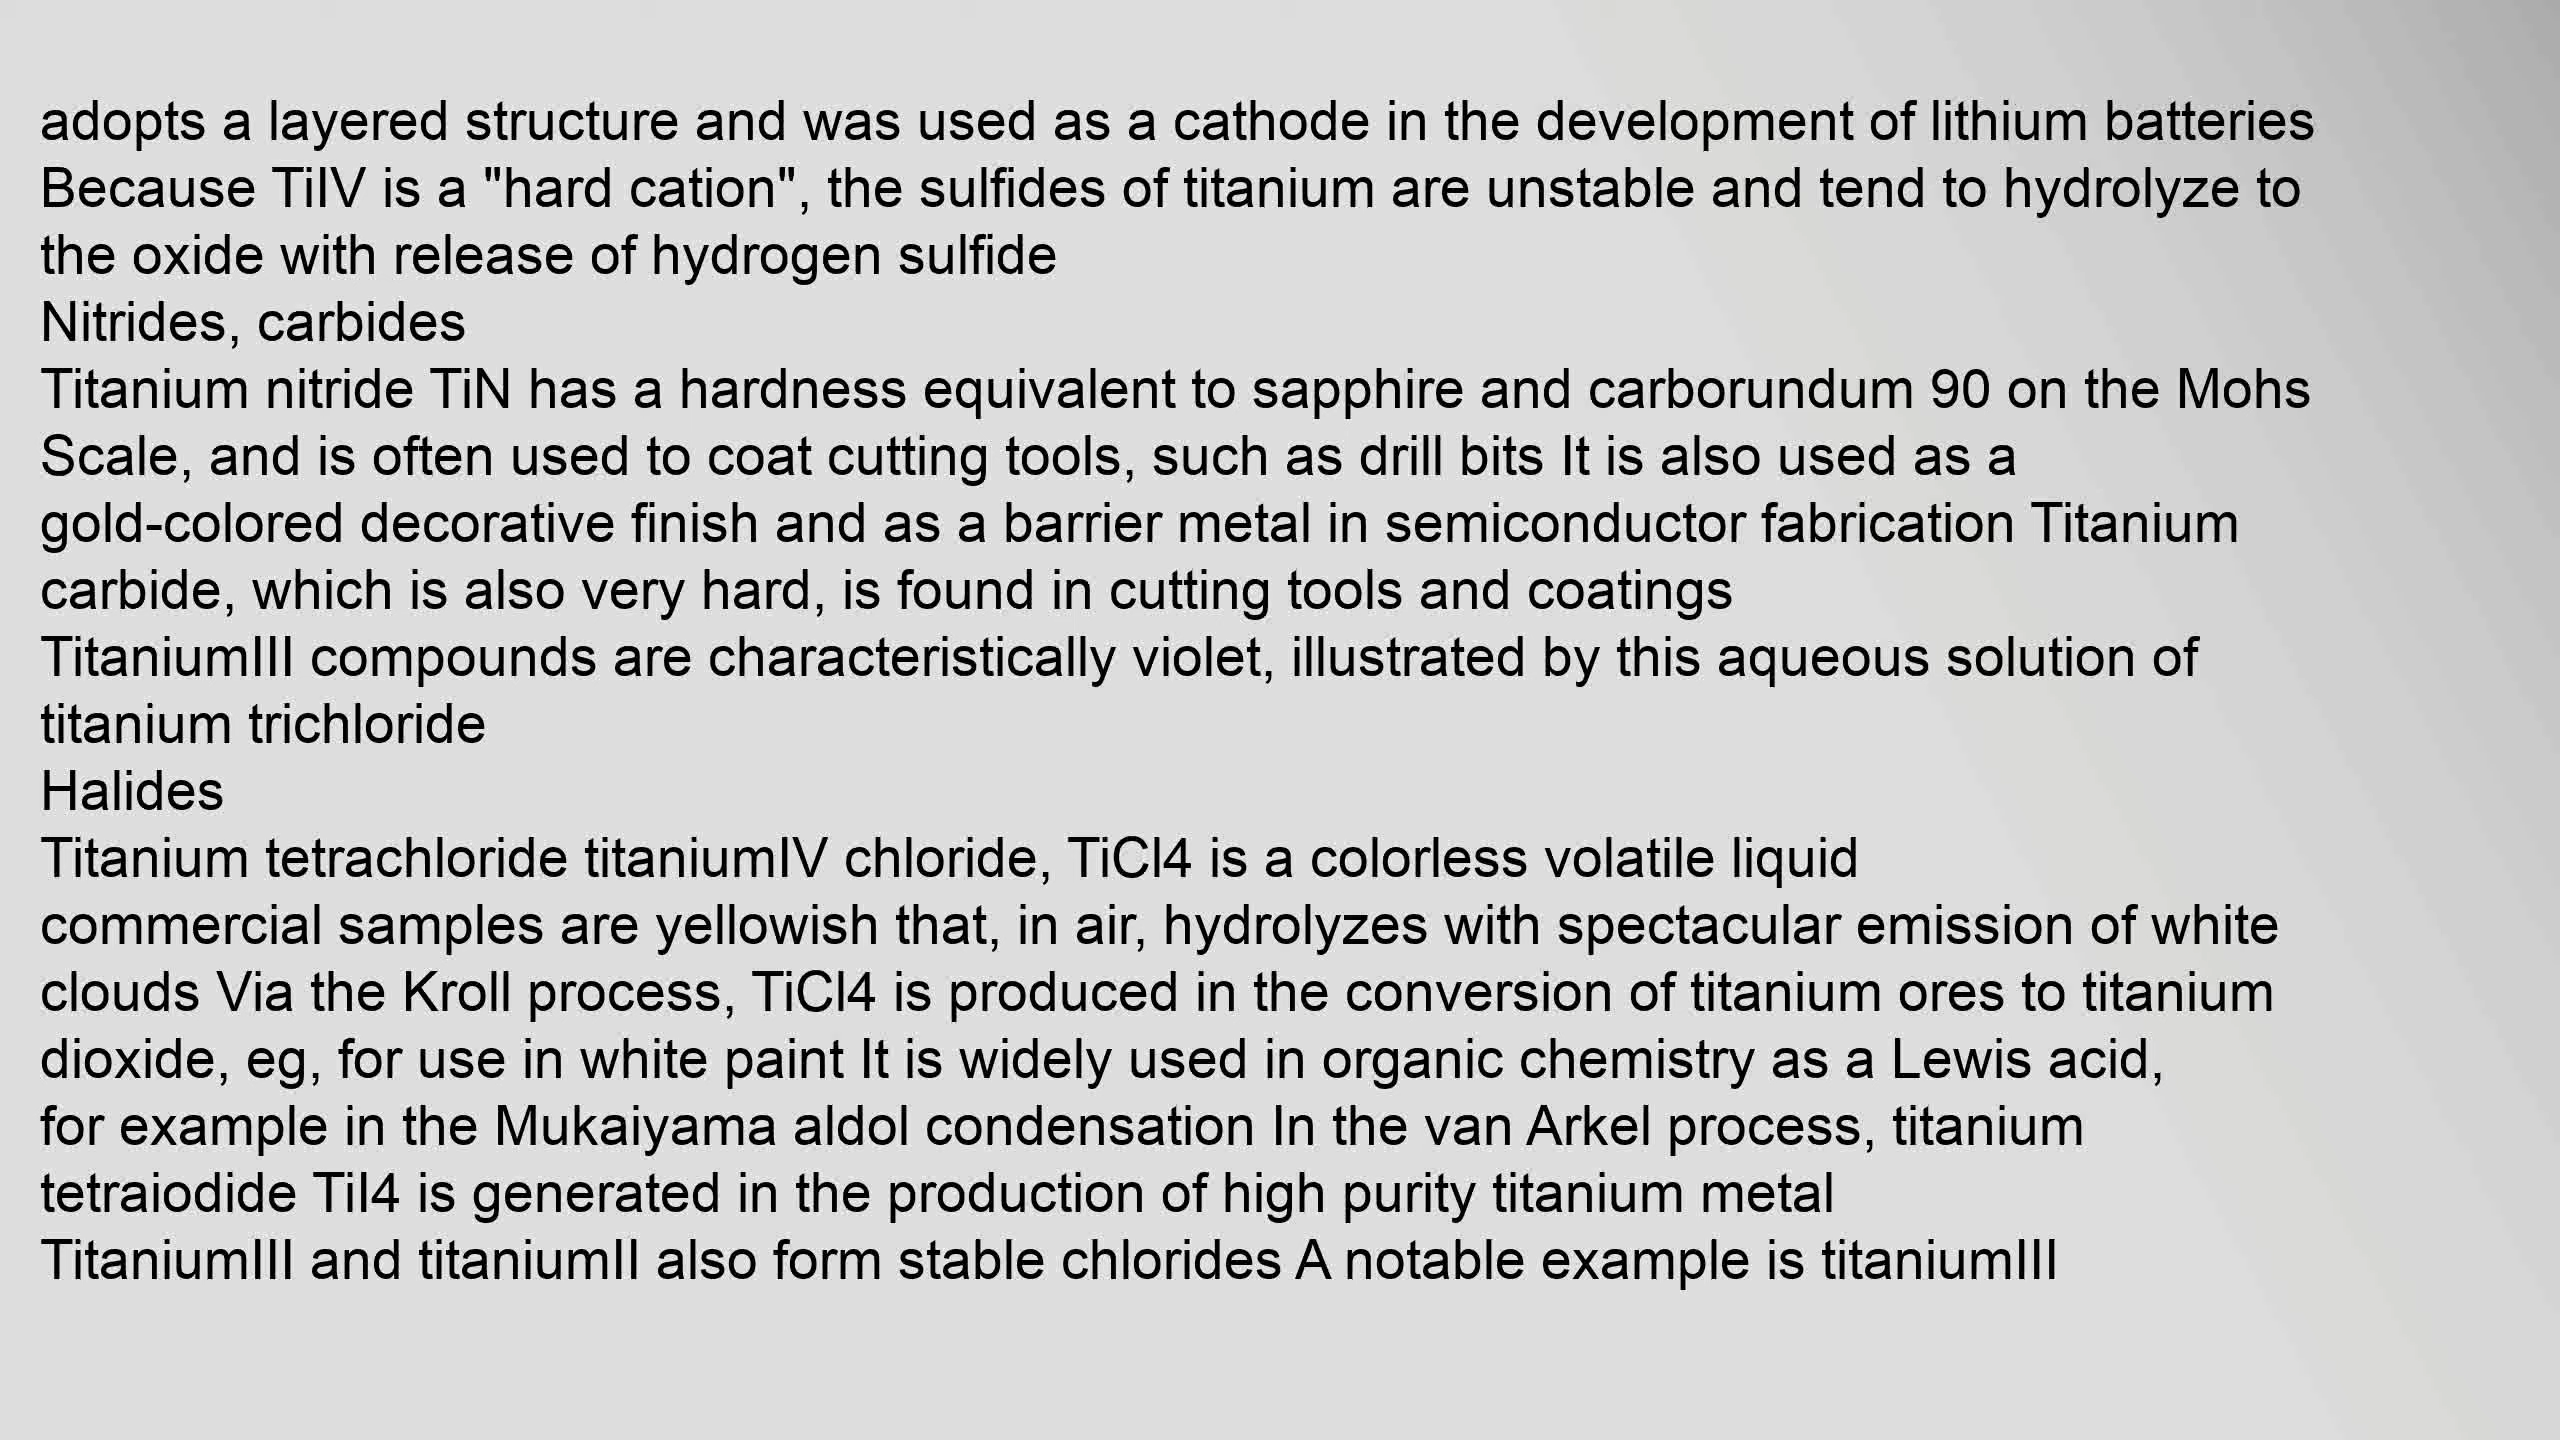 adopts a layered structure and was used as a cathode in the development of lithium batteries
Because TiIV is a "hard cation", the sulfides of titanium are unstable and tend to hydrolyze to
the oxide with release of hydrogen sulfide
Nitrides, carbides
Titanium nitride TiN has a hardness equivalent to sapphire and carborundum 90 on the Mohs
Scale, and is often used to coat cutting tools, such as drill bits It is also used as a
gold-colored decorative finish and as a barrier metal in semiconductor fabrication Titanium
carbide, which is also very hard, is found in cutting tools and coatings
TitaniumIII compounds are characteristically violet, illustrated by this aqueous solution of
titanium trichloride
Halides
Titanium tetrachloride titaniumIV chloride, TiCl4 is a colorless volatile liquid
commercial samples are yellowish that, in air, hydrolyzes with spectacular emission of white
clouds Via the Kroll process, TiCl4 is produced in the conversion of titanium ores to titanium
dioxide, eg, for use in white paint It is widely used in organic chemistry as a Lewis acid,
for example in the Mukaiyama aldol condensation In the van Arkel process, titanium
tetraiodide TiI4 is generated in the production of high purity titanium metal
TitaniumIII and titaniumII also form stable chlorides A notable example is titaniumIII